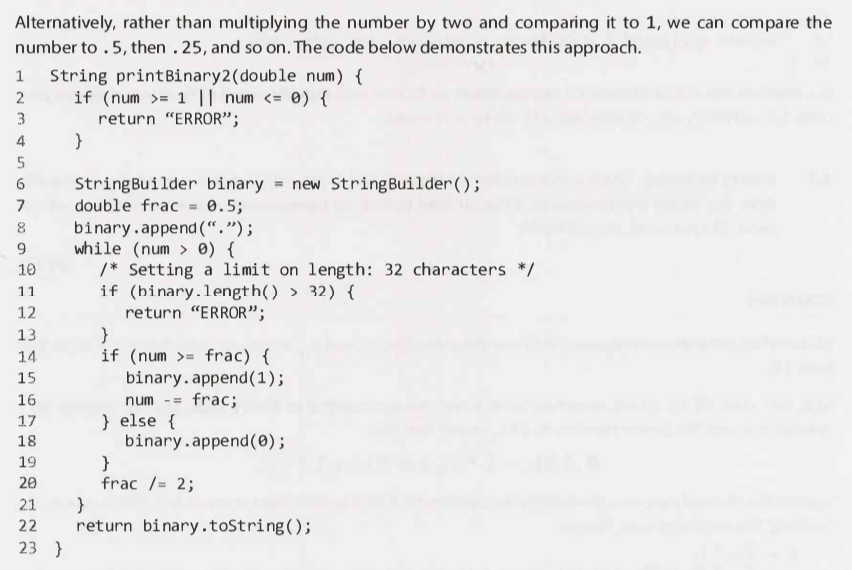 Alternatively, rather than multiplying the number by two and comparing it to 1, we can compare the
number to .5, then .25, and so on. The code below demonstrates this approach.
1 String printBinary2(double num) {
2 if (num >= 1 || num <= 0) {
3 return “ERROR”;
4 }
5
6 StringBuilder binary = new StringBuilder();
7 double frac = 0.5;
8 binary.append(“.”);
9 while (num > 0) {
10 /* Setting a limit on length: 32 characters */
11 if (binary.length() > 32) {
12 return “ERROR”;
13 }
14 if (num >= frac) {
15 binary.append(1);
16 num -= frac;
17 } else {
18 binary.append(0);
19 }
20 frac /= 2;
21 }
22 return binary.toString();
23 }